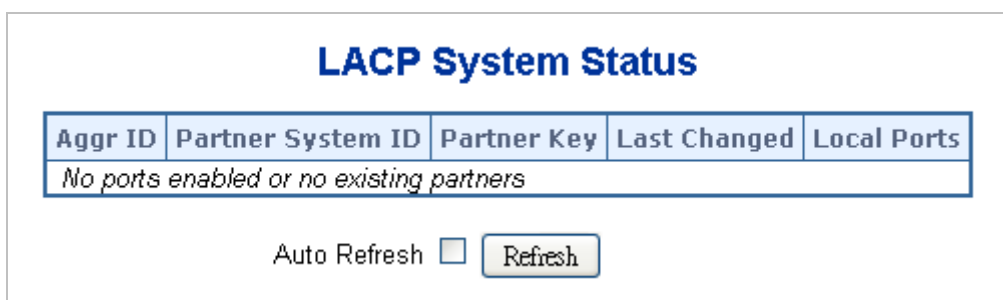 LACP System Status
Aggr ID Partner System ID Partner Key Last Changed Local Ports
No ports enabled or no existing partners
Auto Refresh Refresh